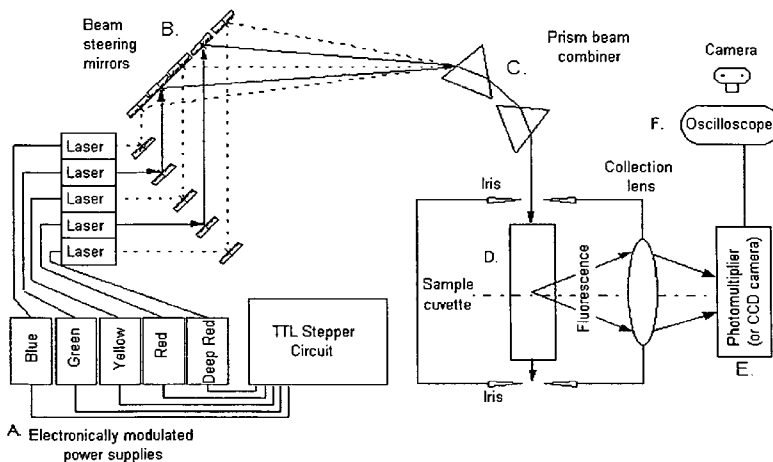 Beam
steering
mirrors
B.
C.
Prism beam
combiner
Camera
F.
Oscilloscope
Laser
Laser
Laser
Laser
Laser
Iris
Collection
lens
D.
Sample
cuvette
Fluorescence
Photomultiplier
(or CCD camera)
E.
Iris
Blue
Green
Yellow
Red
Deep Red
TTL Stepper
Circuit
A. Electronically modulated
power supplies